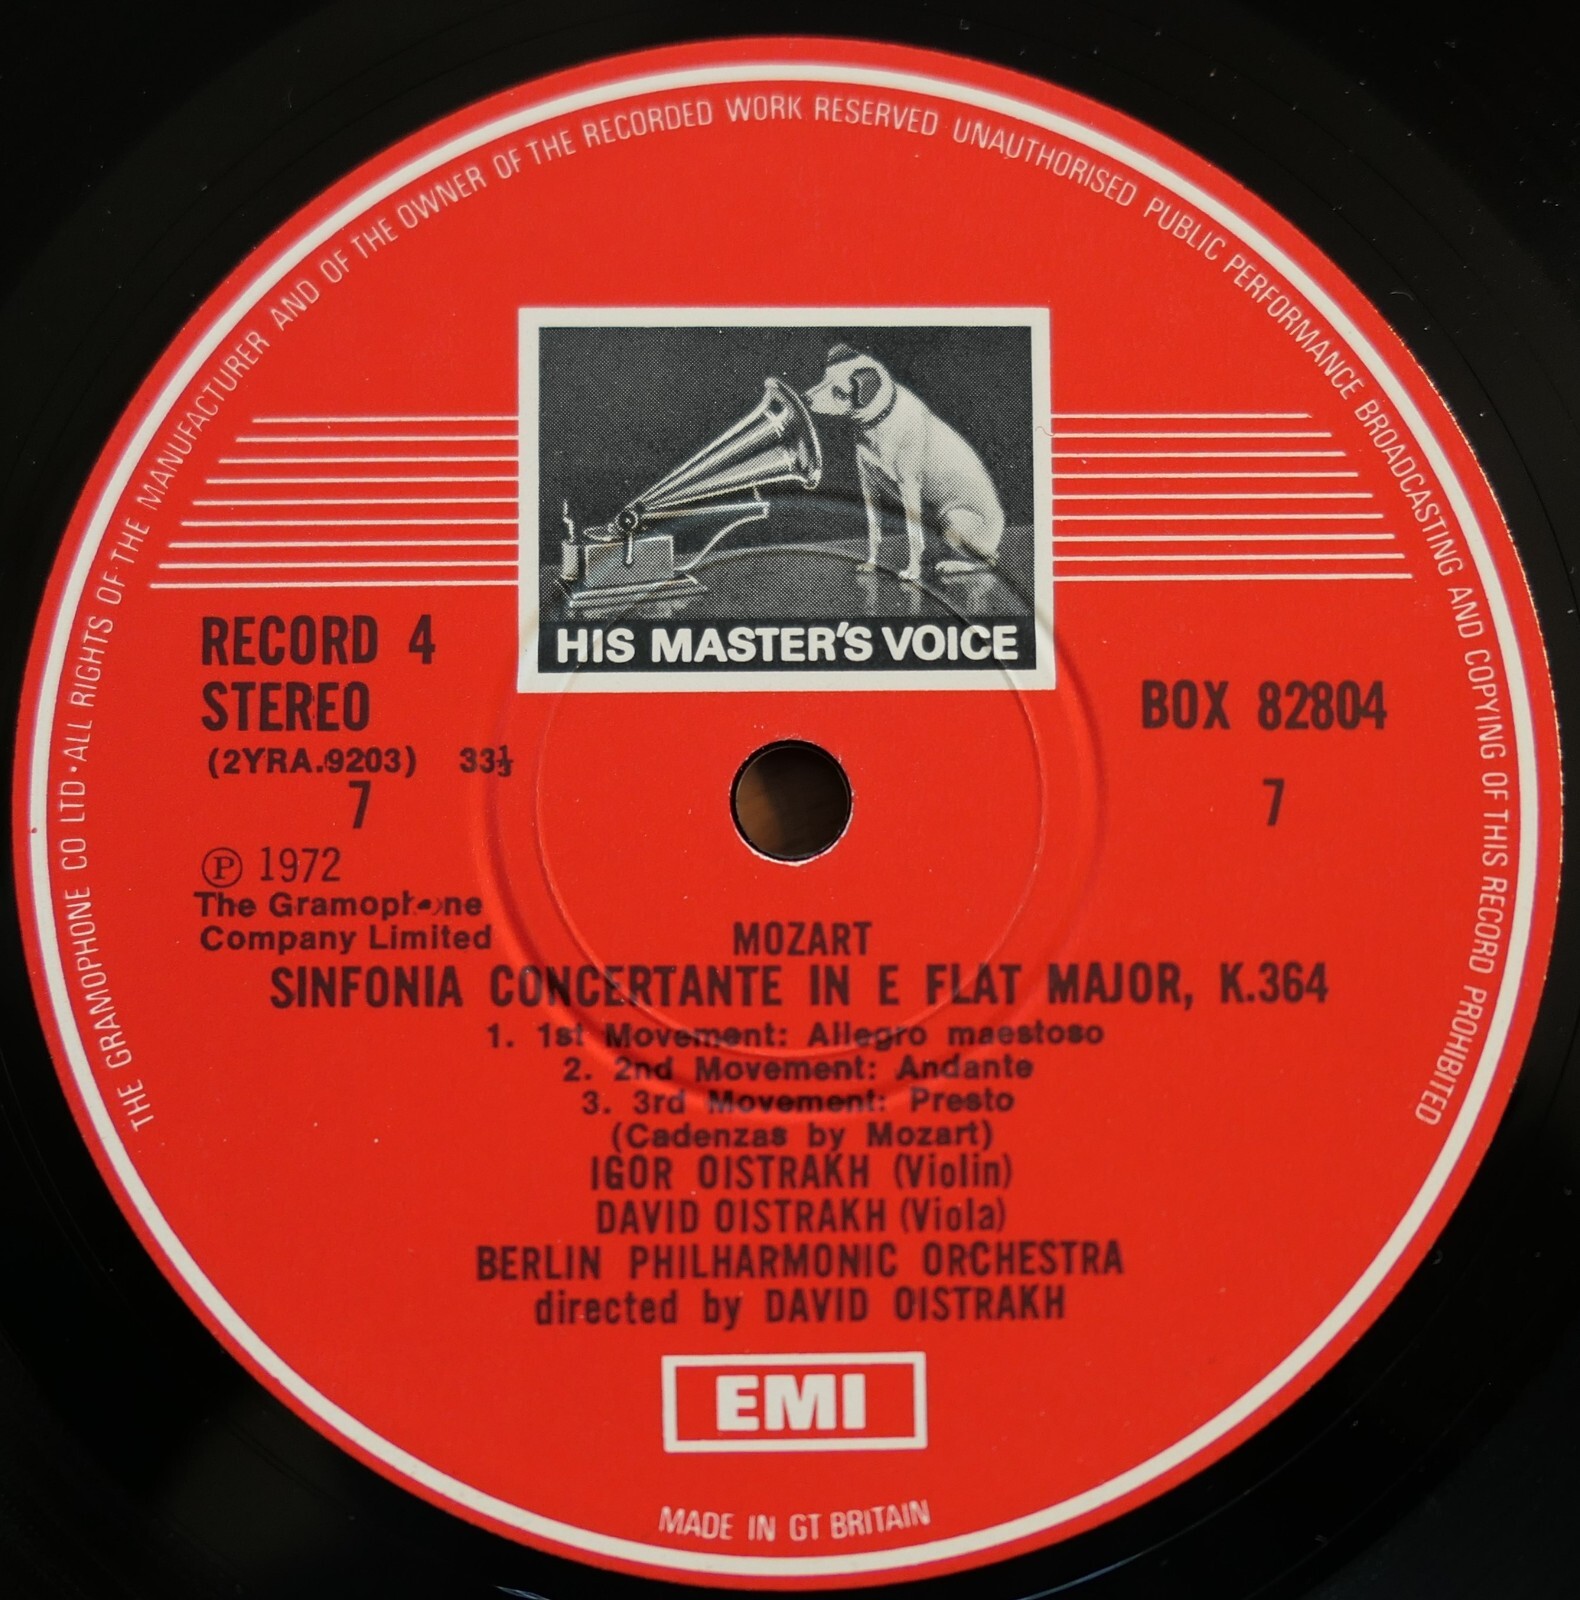 THE GRAMOPHONE CO LTD · ALL RIGHTS OF THE MANUFACTURER AND OF THE OWNER OF THE RECORDED WORK RESERVED UNAUTHORISED PUBLIC PERFORMANCE BROADCASTING AND COPYING OF THIS RECORD PROHIBITED
HIS MASTER'S VOICE
RECORD 4
STEREO
BOX 82804
(2YRA.9203) 33⅓
7
7
℗ 1972
The Gramophone
Company Limited
MOZART
SINFONIA CONCERTANTE IN E FLAT MAJOR, K.364
1. 1st Movement: Allegro maestoso
2. 2nd Movement: Andante
3. 3rd Movement: Presto
(Cadenzas by Mozart)
IGOR OISTRAKH (Violin)
DAVID OISTRAKH (Viola)
BERLIN PHILHARMONIC ORCHESTRA
directed by DAVID OISTRAKH
EMI
MADE IN GT BRITAIN